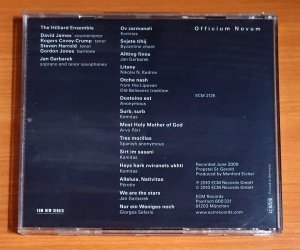 Officium Novum
The Hilliard Ensemble
David James countertenor
Rogers Covey-Crump tenor
Steven Harrold tenor
Gordon Jones baritone
Jan Garbarek
soprano and tenor saxophones
Ov zarmanali
Komitas
Svjete tihij
Byzantine chant
Allting finns
Jan Garbarek
Litany
Nikolai N. Kedrov
Otche nash
from the Lipovan
Old Believers tradition
Dostoino est
Anonymous
Surb, surb
Komitas
Most Holy Mother of God
Arvo Pärt
Tres morillas
Spanish anonymous
Sirt im sasani
Komitas
Hays hark nviranats ukhti
Komitas
Alleluia. Nativitas
Pérotin
We are the stars
Jan Garbarek
Nur ein Weniges noch
Giorgos Seferis
ECM 2125
Recorded June 2009
Propstei St. Gerold
Produced by Manfred Eicher
℗ 2010 ECM Records GmbH
© 2010 ECM Records GmbH
ECM Records
Postfach 600 331
81203 München
www.ecmrecords.com
ECM NEW SERIES